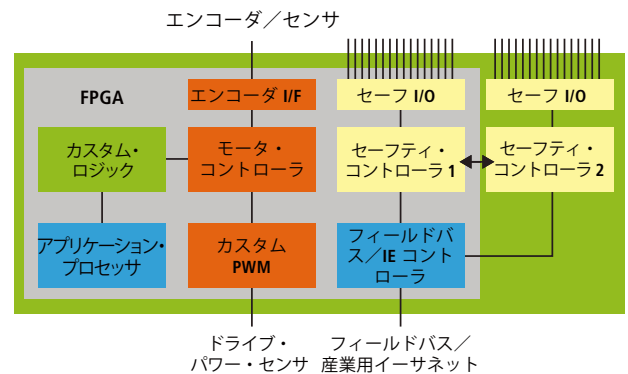 エンコーダ／センサ
FPGA
エンコーダ I/F
セーフ I/O
セーフ I/O
カスタム・
ロジック
モータ・
コントローラ
セーフティ・
コントローラ 1
セーフティ・
コントローラ 2
アプリケーション・
プロセッサ
カスタム
PWM
フィールドバ
ス／IE コント
ローラ
ドライブ・
パワー・センサ
フィールドバス／
産業用イーサネット